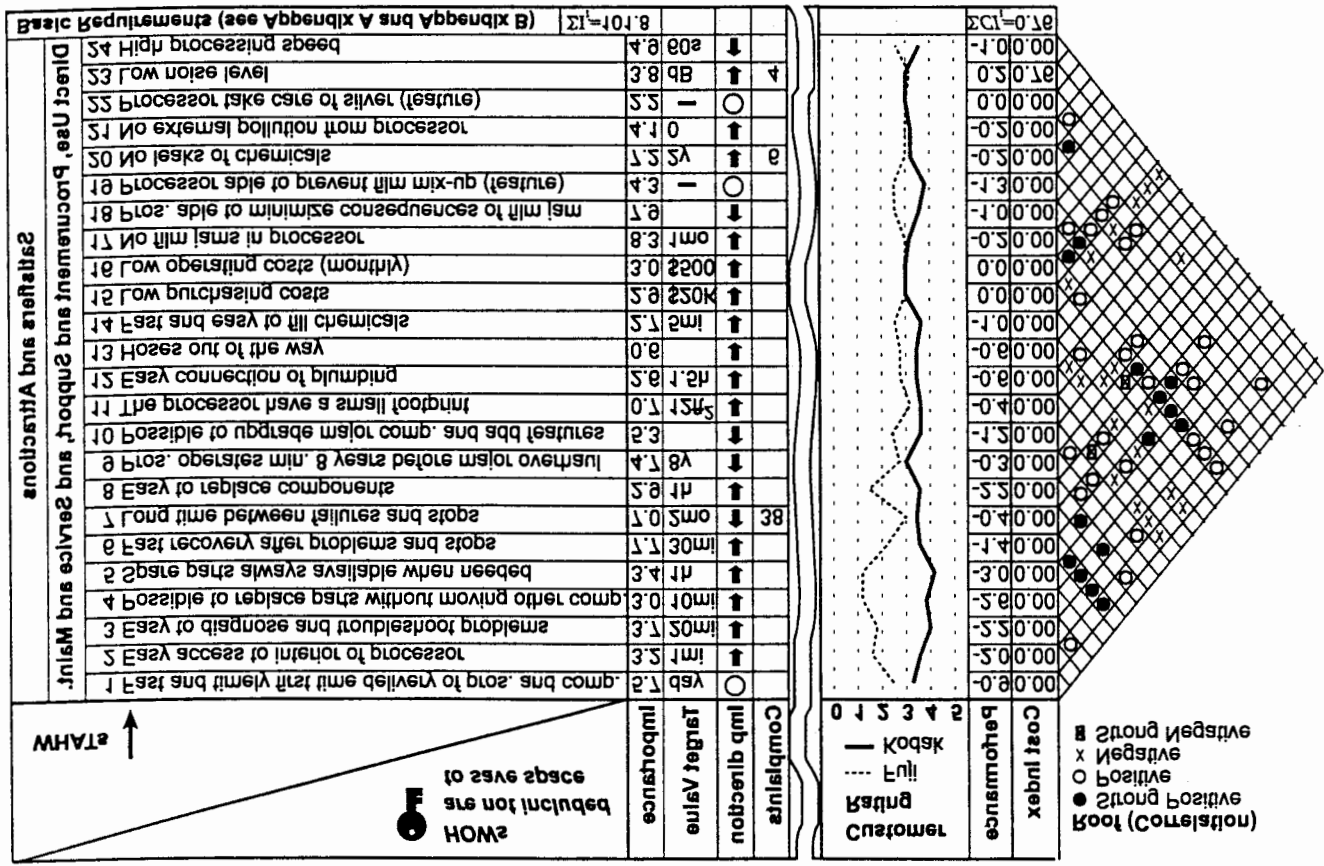 HOWs
are not included
to save space
WHATs
Importance
Target Value
Imp direction
Complaints
Customer
Rating
Fuji
Kodak
0 1 2 3 4 5
Performance
Cost Index
Roof (Correlation)
Strong Positive
Positive
Negative
Strong Negative
Satisfiers and Attractions
Direct Use, Procurement and Support, and Service and Maint.
1 Fast and timely first time delivery of pros. and comp. 5.7 day -0.9 0.00
2 Easy access to interior of processor 3.2 1mi -2.0 0.00
3 Easy to diagnose and troubleshoot problems 3.7 20mi -2.2 0.00
4 Possible to replace parts without moving other comp. 3.0 10mi -2.6 0.00
5 Spare parts always available when needed 3.4 1h -3.0 0.00
6 Fast recovery after problems and stops 7.7 30mi -1.4 0.00
7 Long time between failures and stops 7.0 2mo 38 -0.4 0.00
8 Easy to replace components 2.9 1h -2.2 0.00
9 Pros. operates min. 8 years before major overhaul 4.7 8y -0.3 0.00
10 Possible to upgrade major comp. and add features 5.3 -1.2 0.00
11 The processor have a small footprint 0.7 12ft² -0.4 0.00
12 Easy connection of plumbing 2.6 1.5h -0.6 0.00
13 Hoses out of the way 0.6 -0.6 0.00
14 Fast and easy to fill chemicals 2.7 5mi -1.0 0.00
15 Low purchasing costs 2.9 $20K 0.0 0.00
16 Low operating costs (monthly) 3.0 $500 0.0 0.00
17 No film jams in processor 8.3 1mo -0.2 0.00
18 Pros. able to minimize consequences of film jam 7.9 -1.0 0.00
19 Processor able to prevent film mix-up (feature) 4.3 – -1.3 0.00
20 No leaks of chemicals 7.2 2y 6 -0.2 0.00
21 No external pollution from processor 4.1 0 -0.2 0.00
22 Processor take care of silver (feature) 2.2 – 0.0 0.00
23 Low noise level 3.8 dB 4 0.2 0.76
24 High processing speed 4.9 60s -1.0 0.00
Basic Requirements (see Appendix A and Appendix B) ΣIᵢ=101.8 ΣCIᵢ=0.76